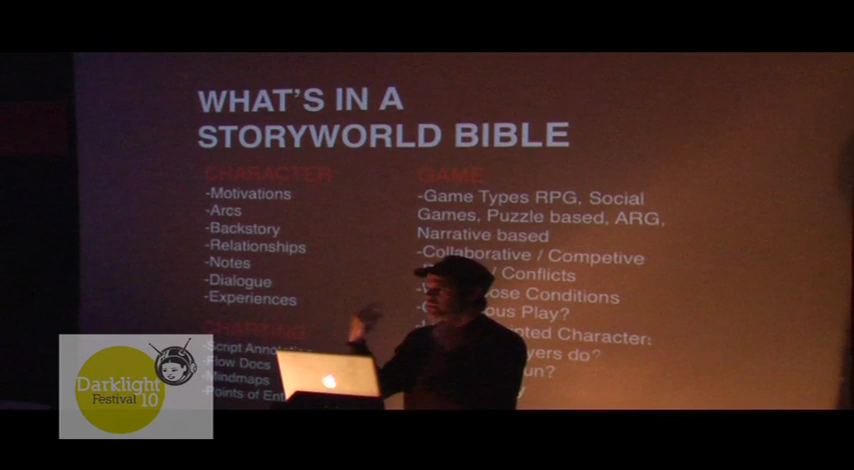 WHAT'S IN A
STORYWORLD BIBLE
CHARACTER
-Motivations
-Arcs
-Backstory
-Relationships
-Notes
-Dialogue
-Experiences
CHARTING
-Script
-Flow Docs
-Mindmaps
-Points of
GAME
-Game Types RPG, Social
Games, Puzzle based, ARG,
Narrative based
-Collaborative / Competive
/ Conflicts
Conditions
Play?
do?
Darklight
Festival 10